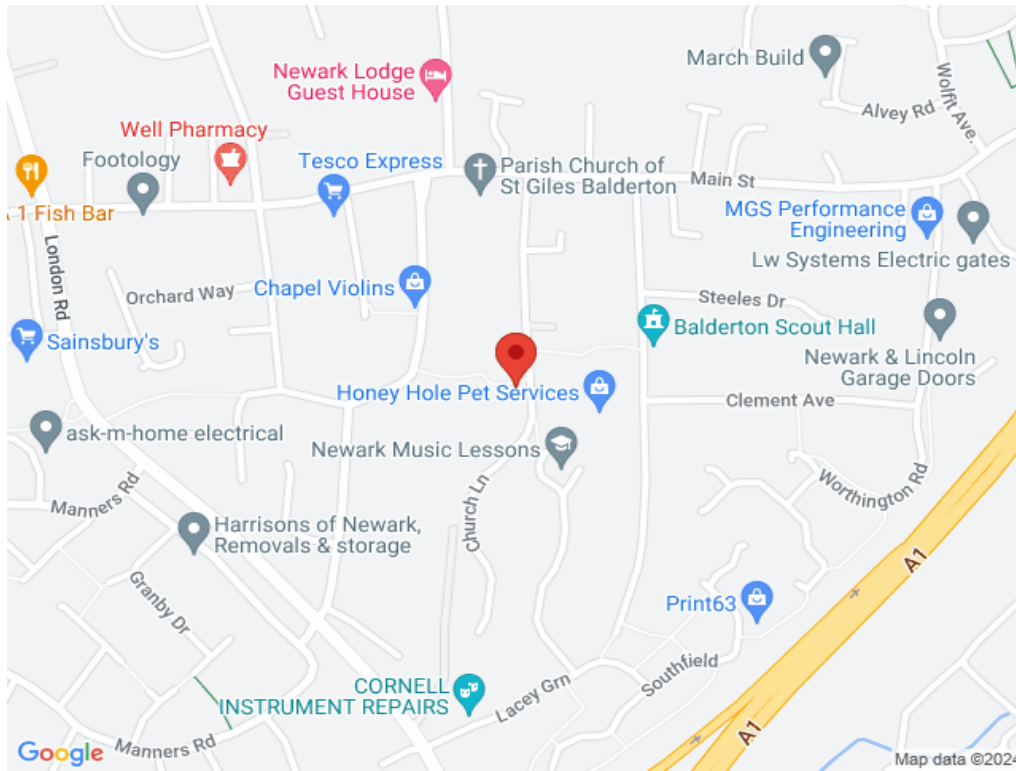 March Build
Newark Lodge
Guest House
Wolfit Ave.
Alvey Rd
Well Pharmacy
Footology
Tesco Express
Parish Church of
St Giles Balderton
Main St
1 Fish Bar
MGS Performance
Engineering
London Rd
Lw Systems Electric gates
Orchard Way
Chapel Violins
Steeles Dr
Sainsbury's
Balderton Scout Hall
Newark & Lincoln
Garage Doors
Honey Hole Pet Services
Clement Ave
ask-m-home electrical
Newark Music Lessons
Manners Rd
Church Ln
Worthington Rd
Harrisons of Newark,
Removals & storage
A1
Granby Dr
Print63
Southfield
CORNELL
INSTRUMENT REPAIRS
Lacey Grn
Manners Rd
A1
Google
Map data ©2024